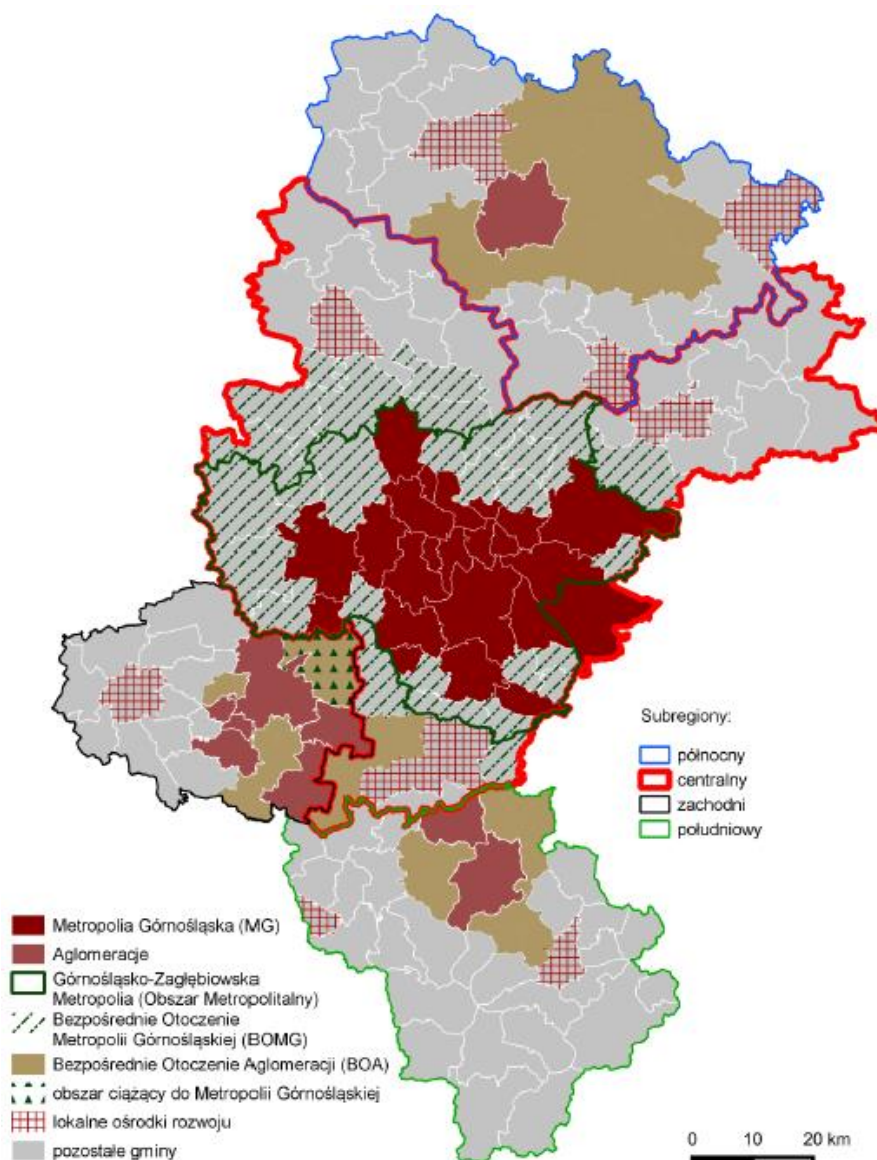 Subregiony:
północny
centralny
zachodni
południowy
Metropolia Górnośląska (MG)
Aglomeracje
Górnośląsko-Zagłębiowska
Metropolia (Obszar Metropolitalny)
Bezpośrednie Otoczenie
Metropolii Górnośląskiej (BOMG)
Bezpośrednie Otoczenie Aglomeracji (BOA)
obszar ciążący do Metropolii Górnośląskiej
lokalne ośrodki rozwoju
pozostałe gminy
0 10 20 km